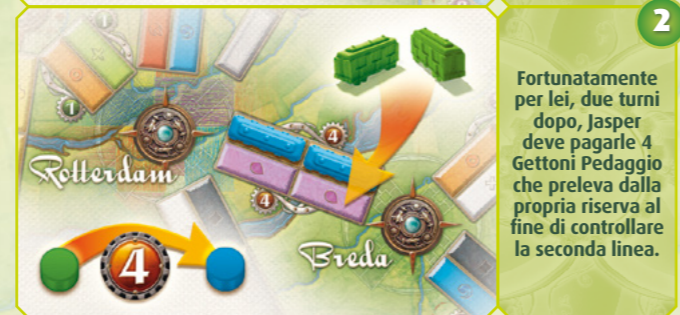 1
1
4
Rotterdam
4
4
Breda
2
Fortunatamente
per lei, due turni
dopo, Jasper
deve pagarle 4
Gettoni Pedaggio
che preleva dalla
propria riserva al
fine di controllare
la seconda linea.